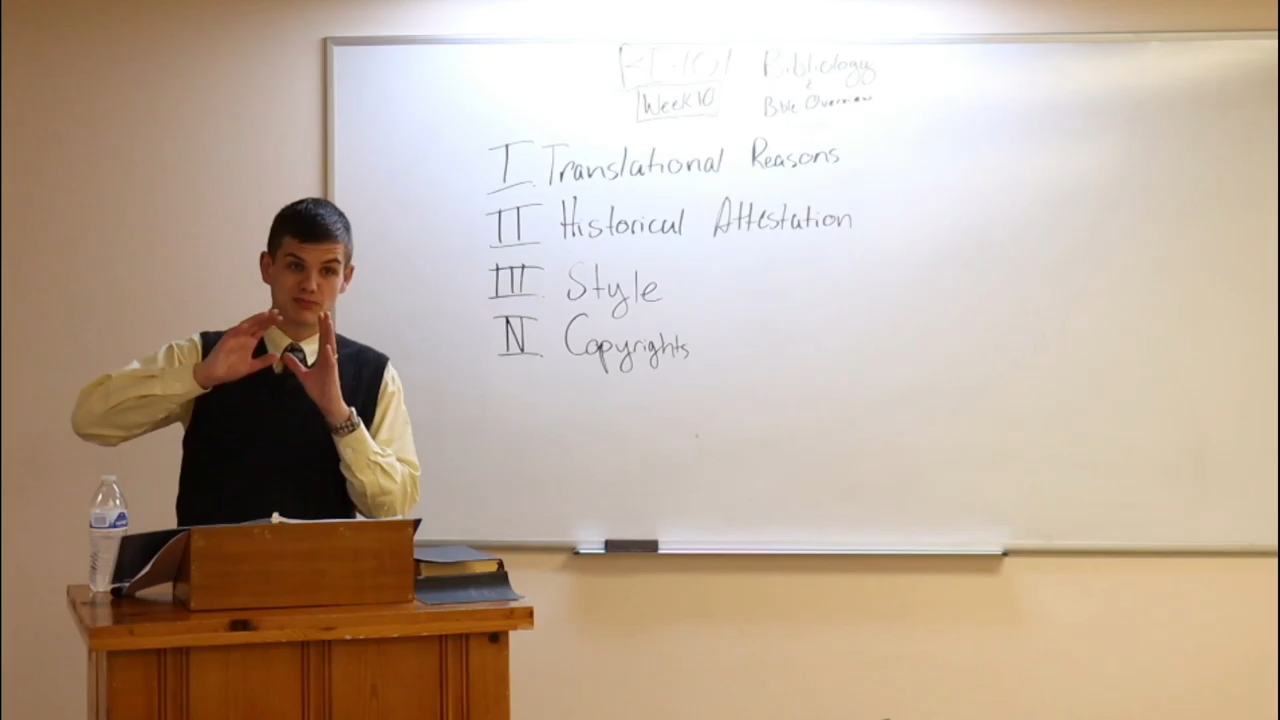 Bibliology
&
Week 10
Bible Overview
I. Translational Reasons
II Historical Attestation
III. Style
IV. Copyrights